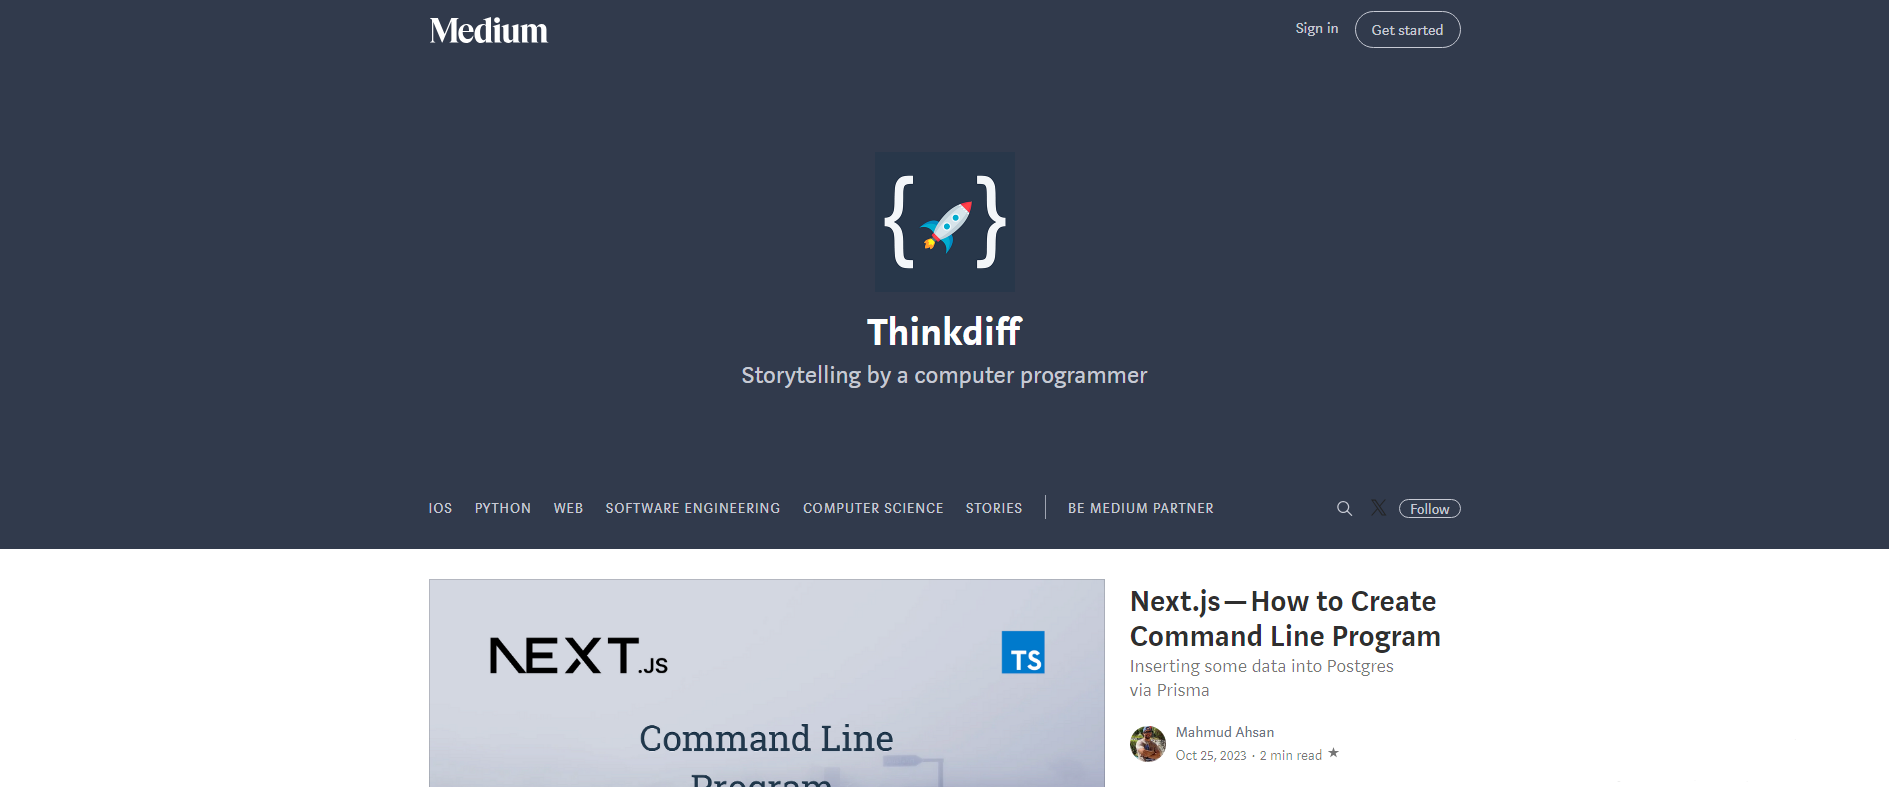 Medium
Sign in
Get started
{ }
Thinkdiff
Storytelling by a computer programmer
IOS
PYTHON
WEB
SOFTWARE ENGINEERING
COMPUTER SCIENCE
STORIES
BE MEDIUM PARTNER
X
Follow
NEXT.JS
TS
Command Line
Program
Next.js — How to Create
Command Line Program
Inserting some data into Postgres
via Prisma
Mahmud Ahsan
Oct 25, 2023 · 2 min read ★